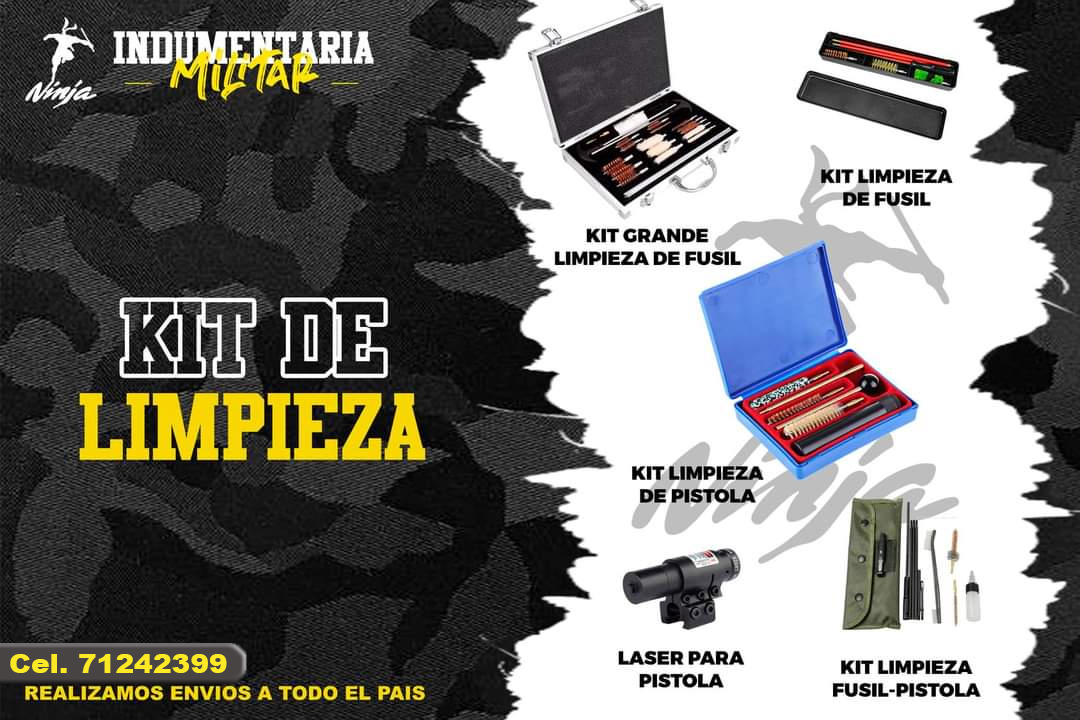 Ninja
INDUMENTARIA
MILITAR
KIT DE
LIMPIEZA
Cel. 71242399
REALIZAMOS ENVIOS A TODO EL PAIS
KIT GRANDE
LIMPIEZA DE FUSIL
KIT LIMPIEZA
DE FUSIL
KIT LIMPIEZA
DE PISTOLA
Ninja
LASER PARA
PISTOLA
KIT LIMPIEZA
FUSIL-PISTOLA